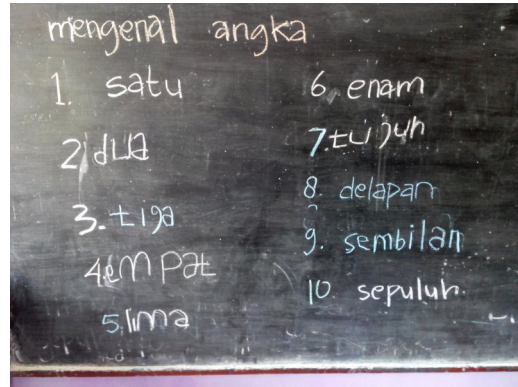 mengenal angka
1. satu
2 dua
3. tiga
4 empat
5 lima
6. enam
7. tujuh
8. delapan
9. sembilan
10. sepuluh.